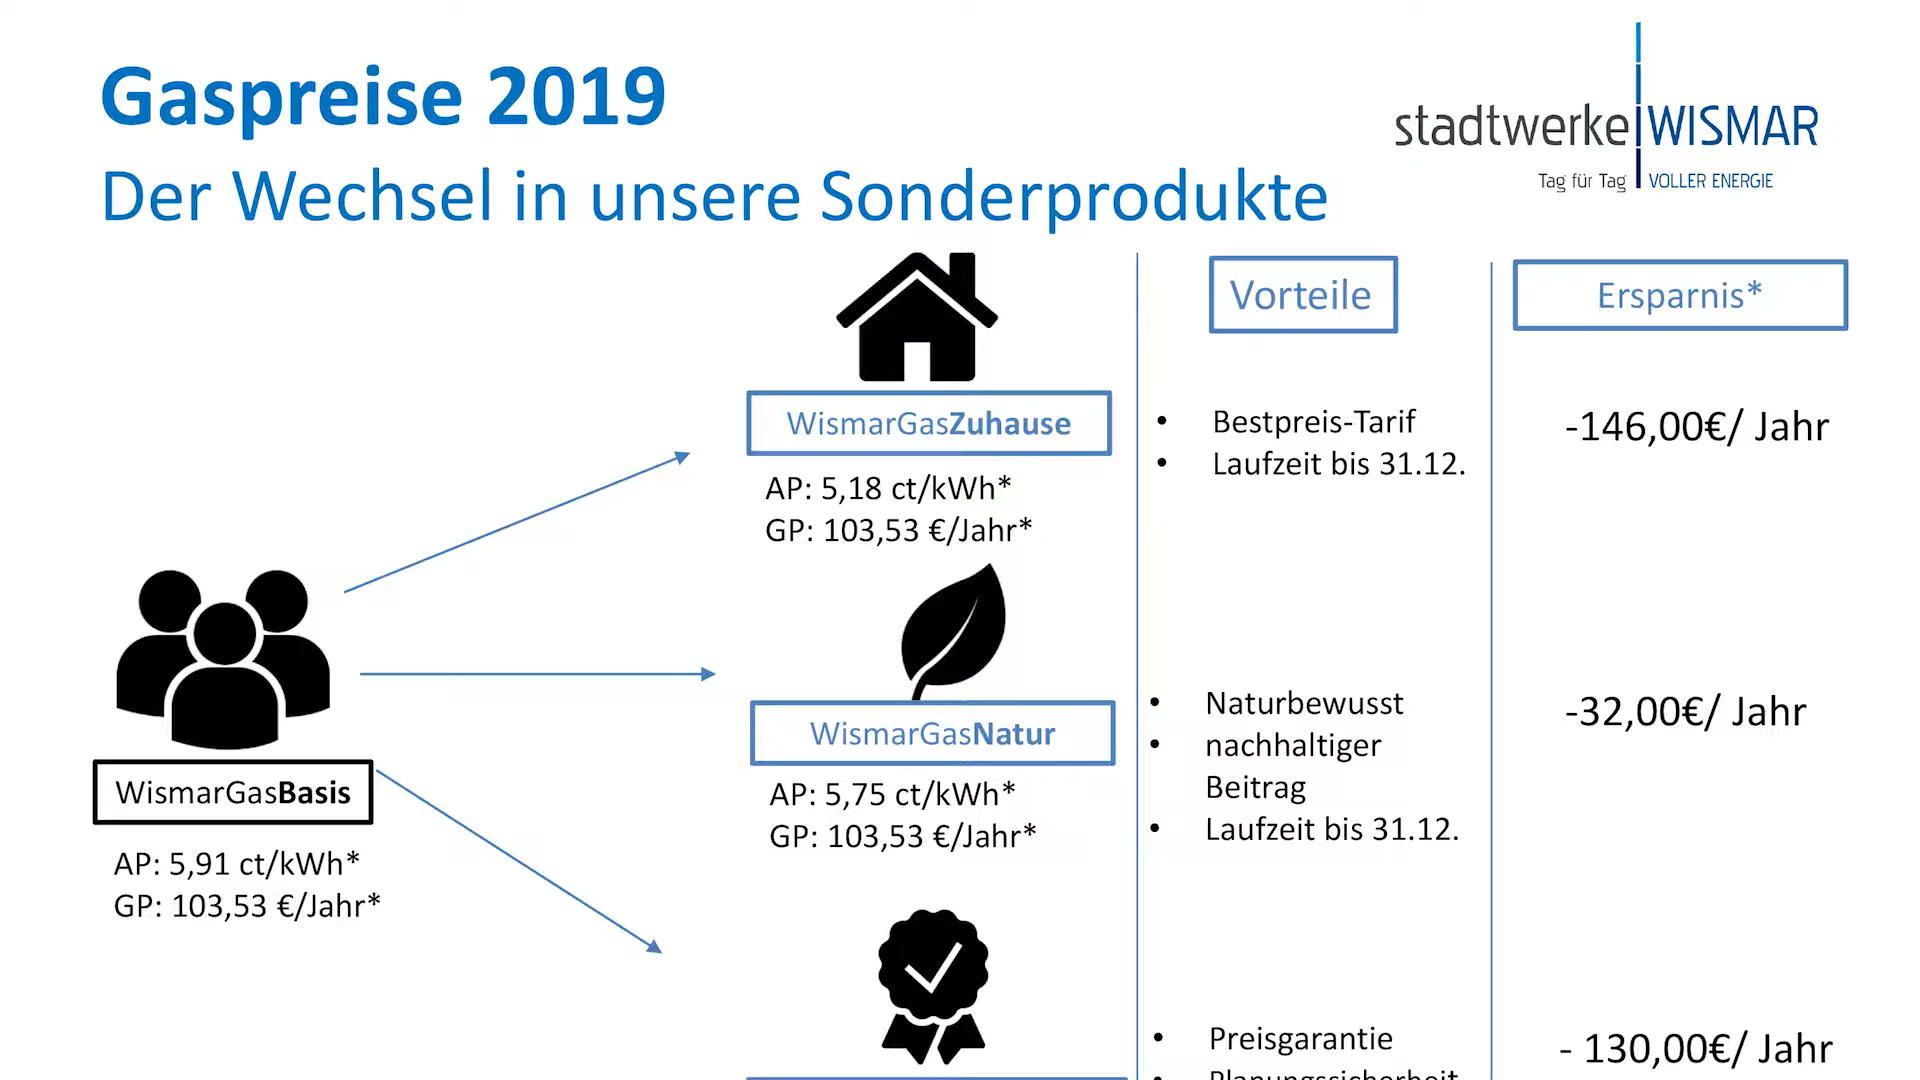 Gaspreise 2019
Der Wechsel in unsere Sonderprodukte
stadtwerke WISMAR
Tag für Tag VOLLER ENERGIE
Vorteile
Ersparnis*
WismarGasZuhause
AP: 5,18 ct/kWh*
GP: 103,53 €/Jahr*
• Bestpreis-Tarif
• Laufzeit bis 31.12.
-146,00€/ Jahr
WismarGasNatur
AP: 5,75 ct/kWh*
GP: 103,53 €/Jahr*
• Naturbewusst
• nachhaltiger
Beitrag
• Laufzeit bis 31.12.
-32,00€/ Jahr
WismarGasBasis
AP: 5,91 ct/kWh*
GP: 103,53 €/Jahr*
• Preisgarantie
• Planungssicherheit
- 130,00€/ Jahr